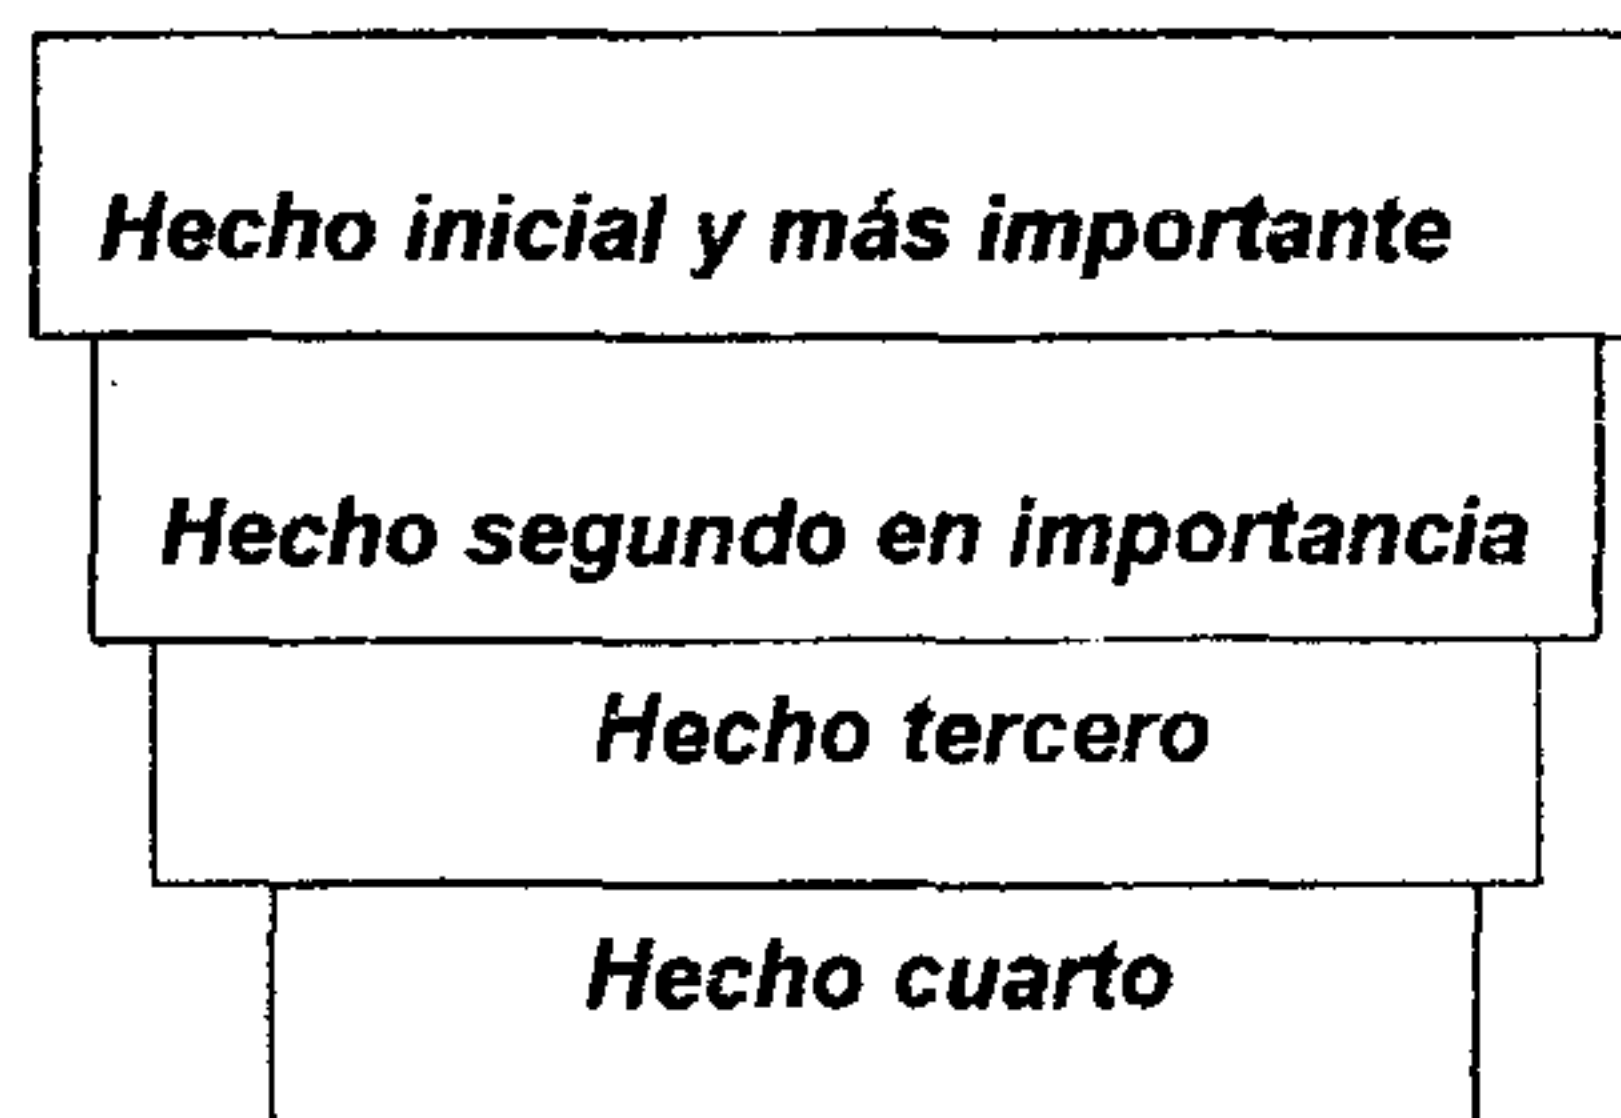 Hecho inicial y más importante
Hecho segundo en importancia
Hecho tercero
Hecho cuarto